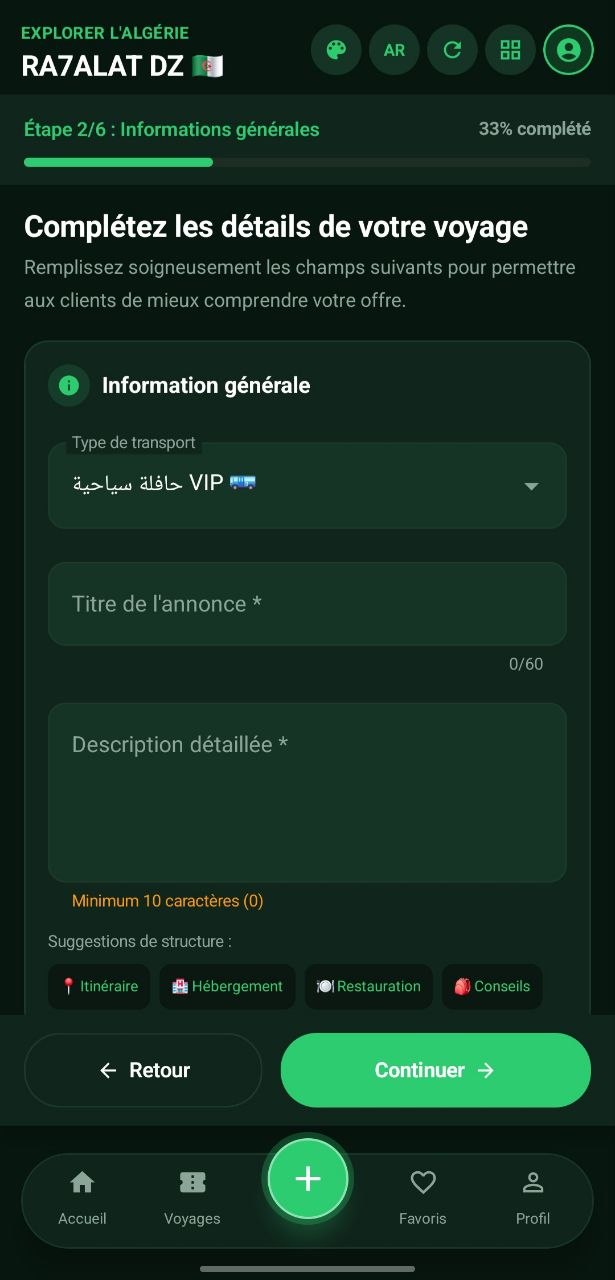 EXPLORER L'ALGÉRIE
RA7ALAT DZ 🇩🇿
AR
Étape 2/6 : Informations générales
33% complété
Complétez les détails de votre voyage
Remplissez soigneusement les champs suivants pour permettre
aux clients de mieux comprendre votre offre.
Information générale
Type de transport
حافلة سياحية VIP 🚌
Titre de l'annonce *
0/60
Description détaillée *
Minimum 10 caractères (0)
Suggestions de structure :
📍 Itinéraire
🏨 Hébergement
🍽️ Restauration
🎒 Conseils
← Retour
Continuer →
Accueil
Voyages
+
Favoris
Profil